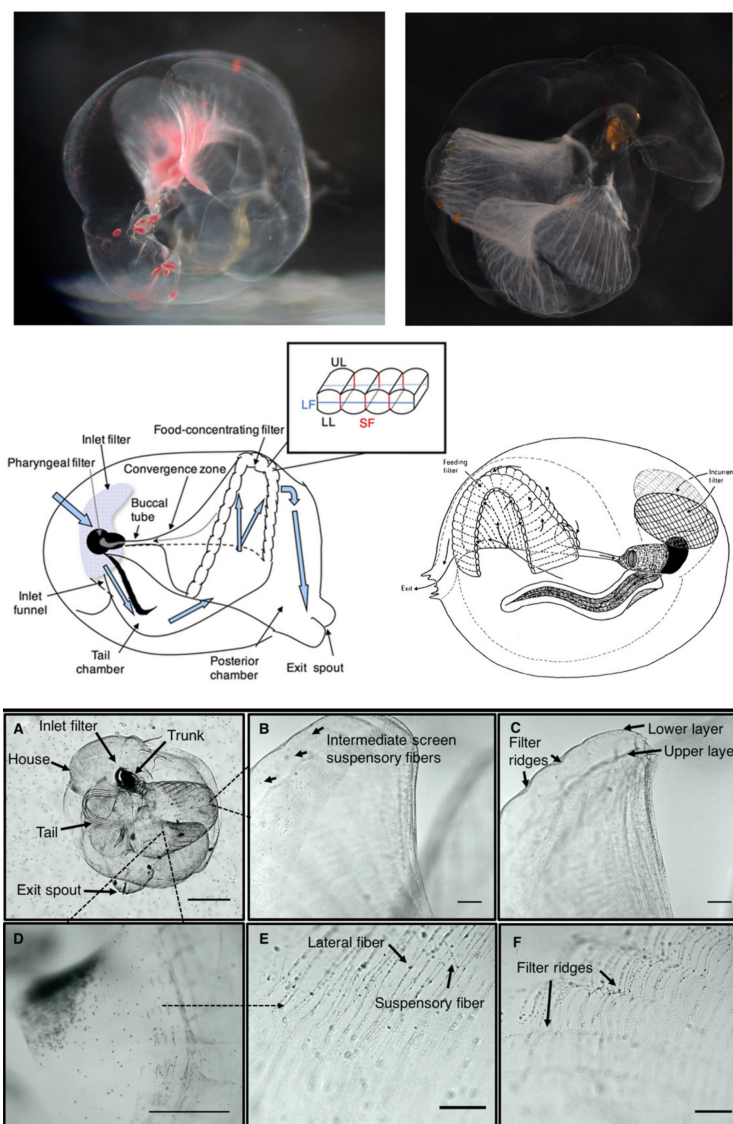 UL
LF
LL
SF
Inlet filter
Food-concentrating filter
Pharyngeal filter
Convergence zone
Buccal
tube
Inlet
funnel
Tail
chamber
Posterior
chamber
Exit spout
Feeding
filter
Incurren
filter
Exit
A
Inlet filter
Trunk
House
Tail
Exit spout
B
Intermediate screen
suspensory fibers
C
Lower layer
Filter
ridges
Upper laye
D
E
Lateral fiber
Suspensory fiber
F
Filter ridges